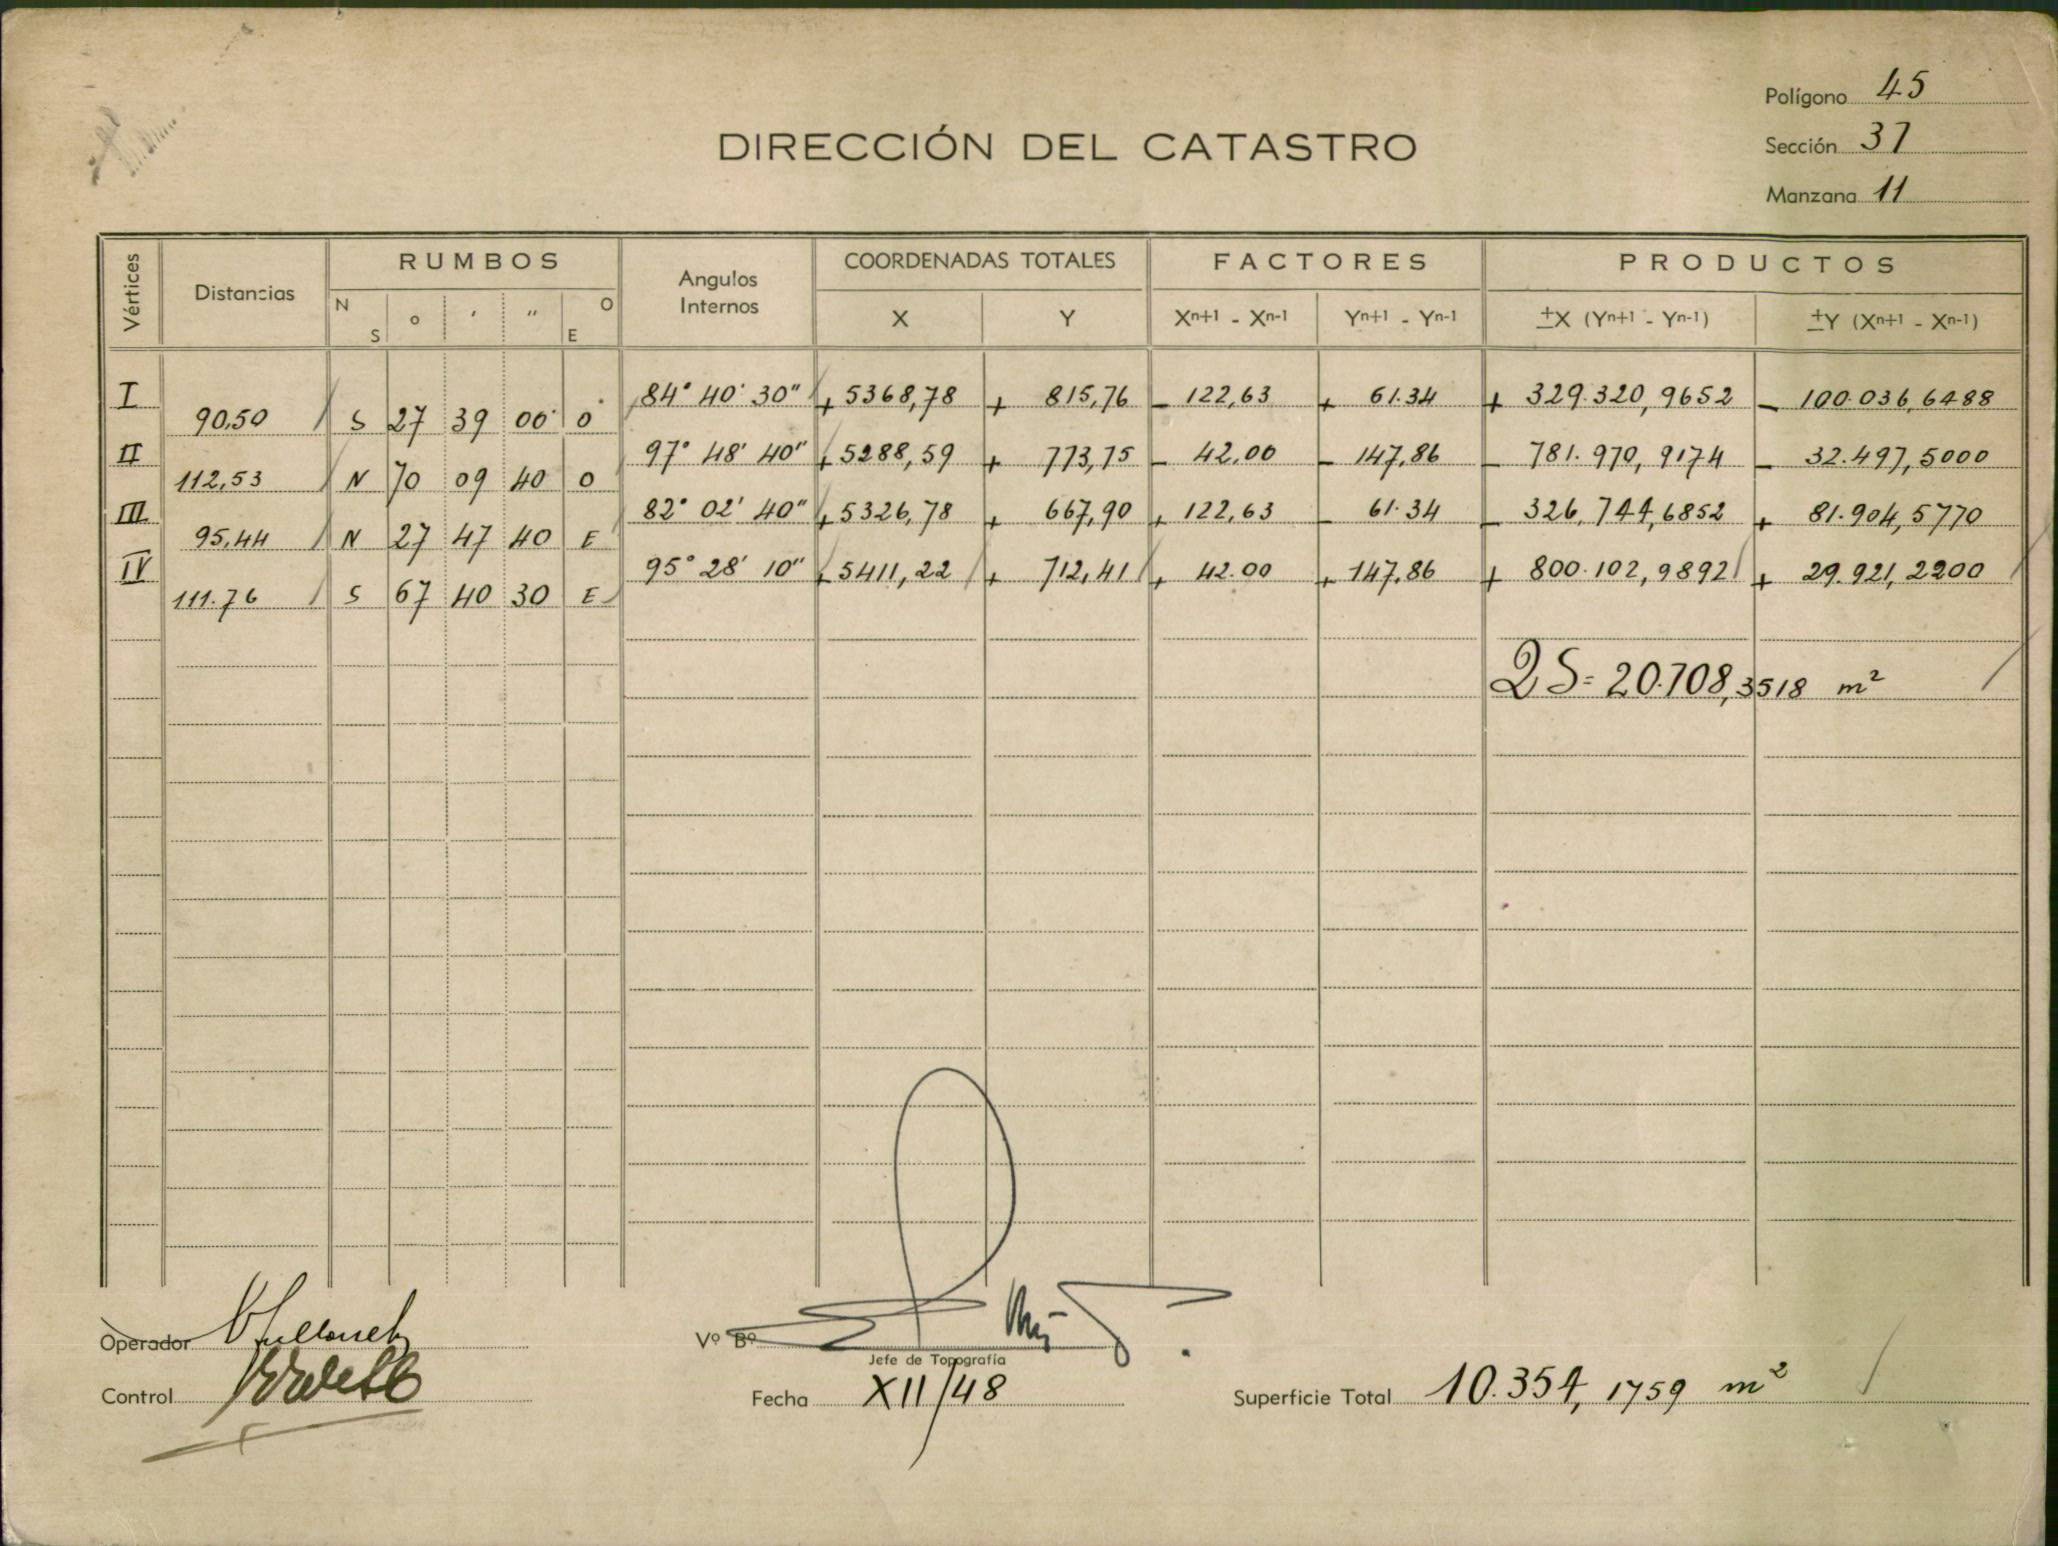 Polígono 45
DIRECCIÓN DEL CATASTRO
Sección 37
Manzana 11
Vértices Distancias RUMBOS Angulos Internos COORDENADAS TOTALES FACTORES PRODUCTOS
N S ° ' " O E X Y Xn+1 - Xn-1 Yn+1 - Yn-1 ±X (Yn+1 - Yn-1) ±Y (Xn+1 - Xn-1)
I 84° 40' 30" + 5368,78 + 815,76 - 122,63 + 61.34 + 329.320,9652 - 100.036,6488
90,50 S 27 39 00 O
II 97° 48' 40" + 5288,59 + 773,75 - 42,00 - 147,86 - 781.970,9174 - 32.497,5000
112,53 N 70 09 40 O
III 82° 02' 40" + 5326,78 + 667,90 + 122,63 - 61.34 - 326.744,6852 + 81.904,5770
95,44 N 27 47 40 E
IV 95° 28' 10" + 5411,22 + 712,41 + 42.00 + 147,86 + 800.102,9892 + 29.921,2200
111.76 S 67 40 30 E
2S = 20.708,3518 m²
Operador
Vº Bº
Jefe de Topografía
Control
Fecha XII/48
Superficie Total 10.354,1759 m²